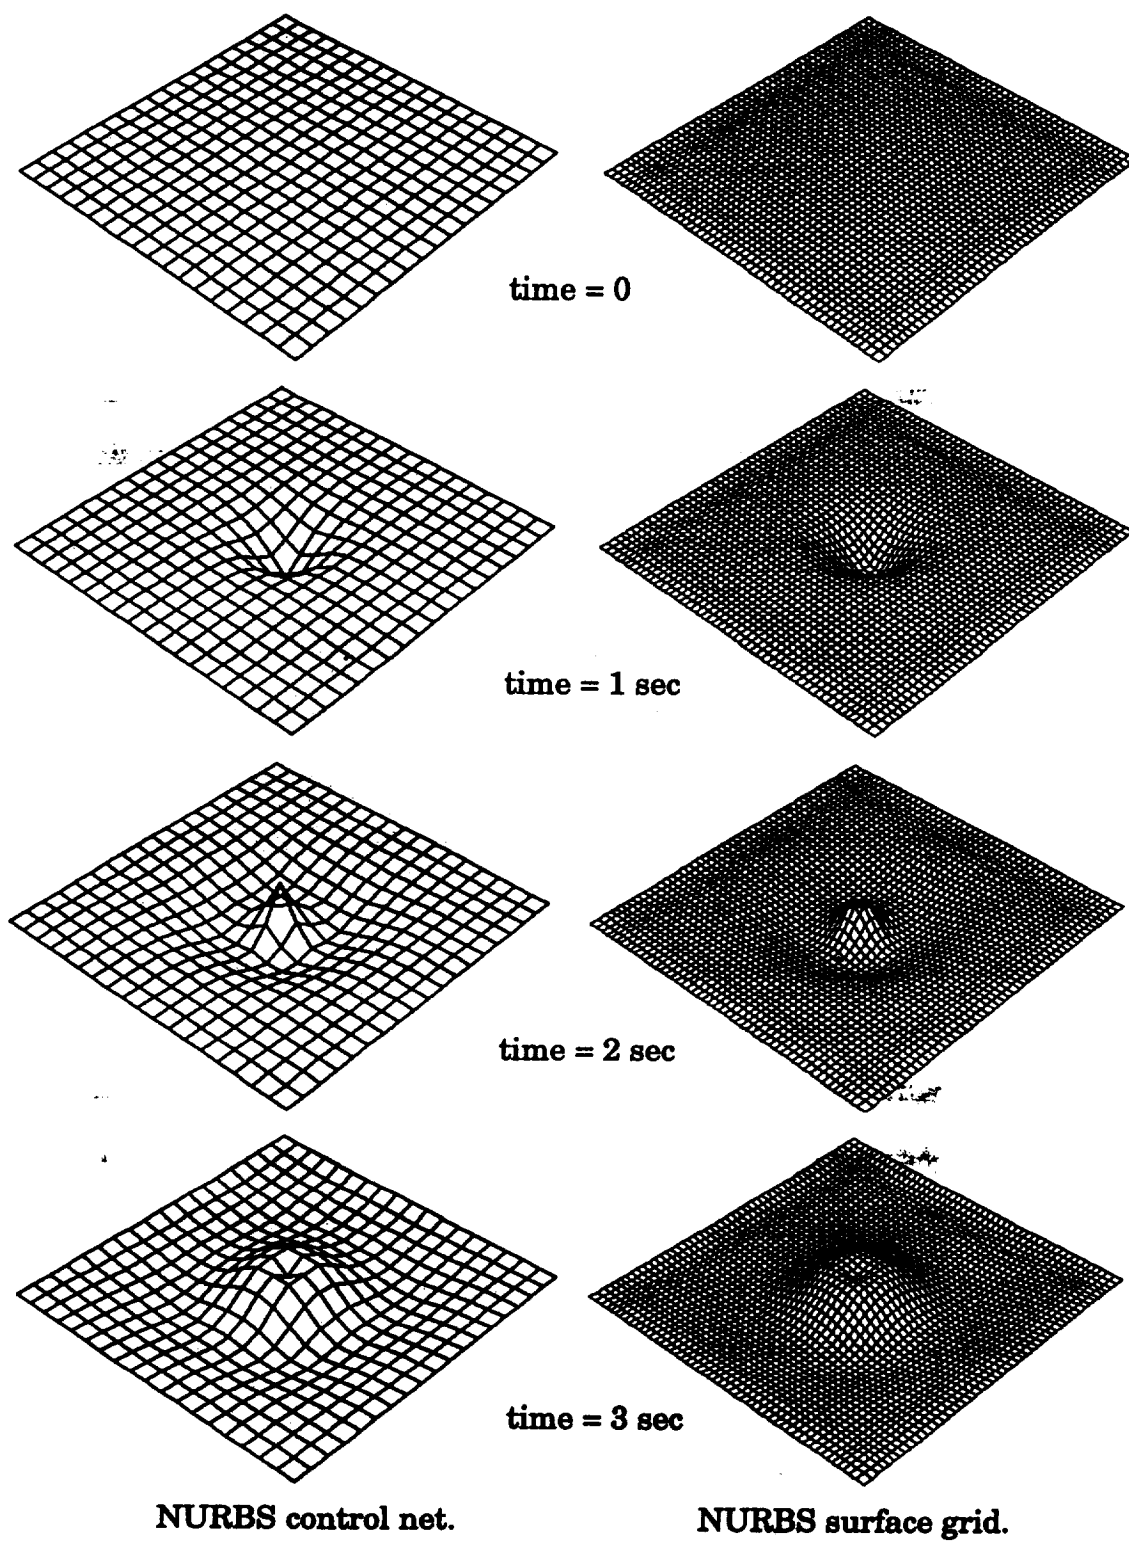 time = 0
time = 1 sec
time = 2 sec
time = 3 sec
NURBS control net.
NURBS surface grid.